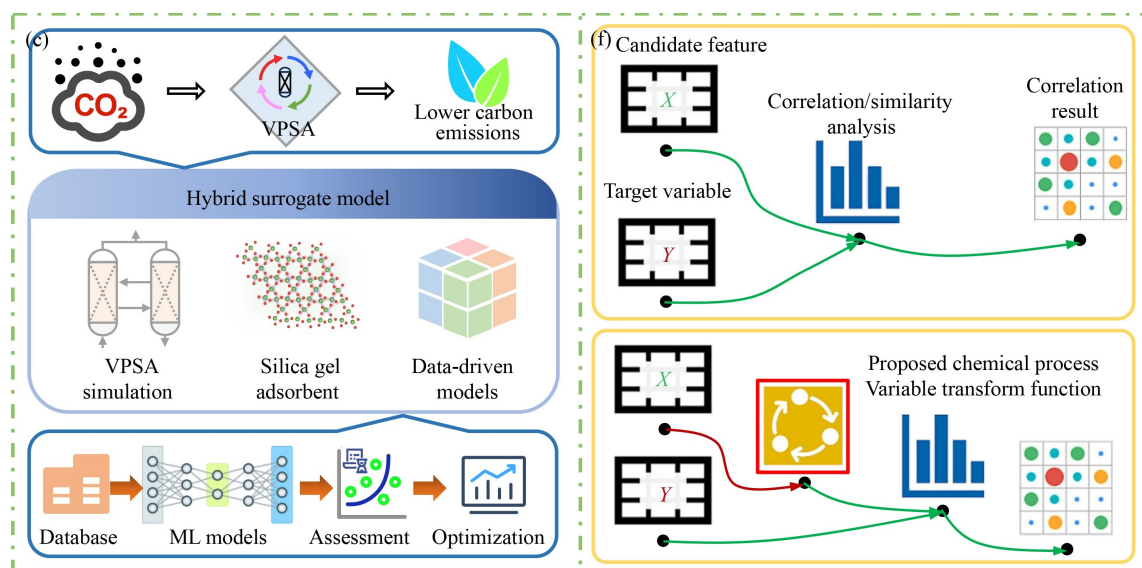 (c)
CO₂
VPSA
Lower carbon
emissions
Hybrid surrogate model
VPSA
simulation
Silica gel
adsorbent
Data-driven
models
Database
ML models
Assessment
Optimization
(f)
Candidate feature
X
Correlation/similarity
analysis
Correlation
result
Target variable
Y
X
Proposed chemical process
Variable transform function
Y